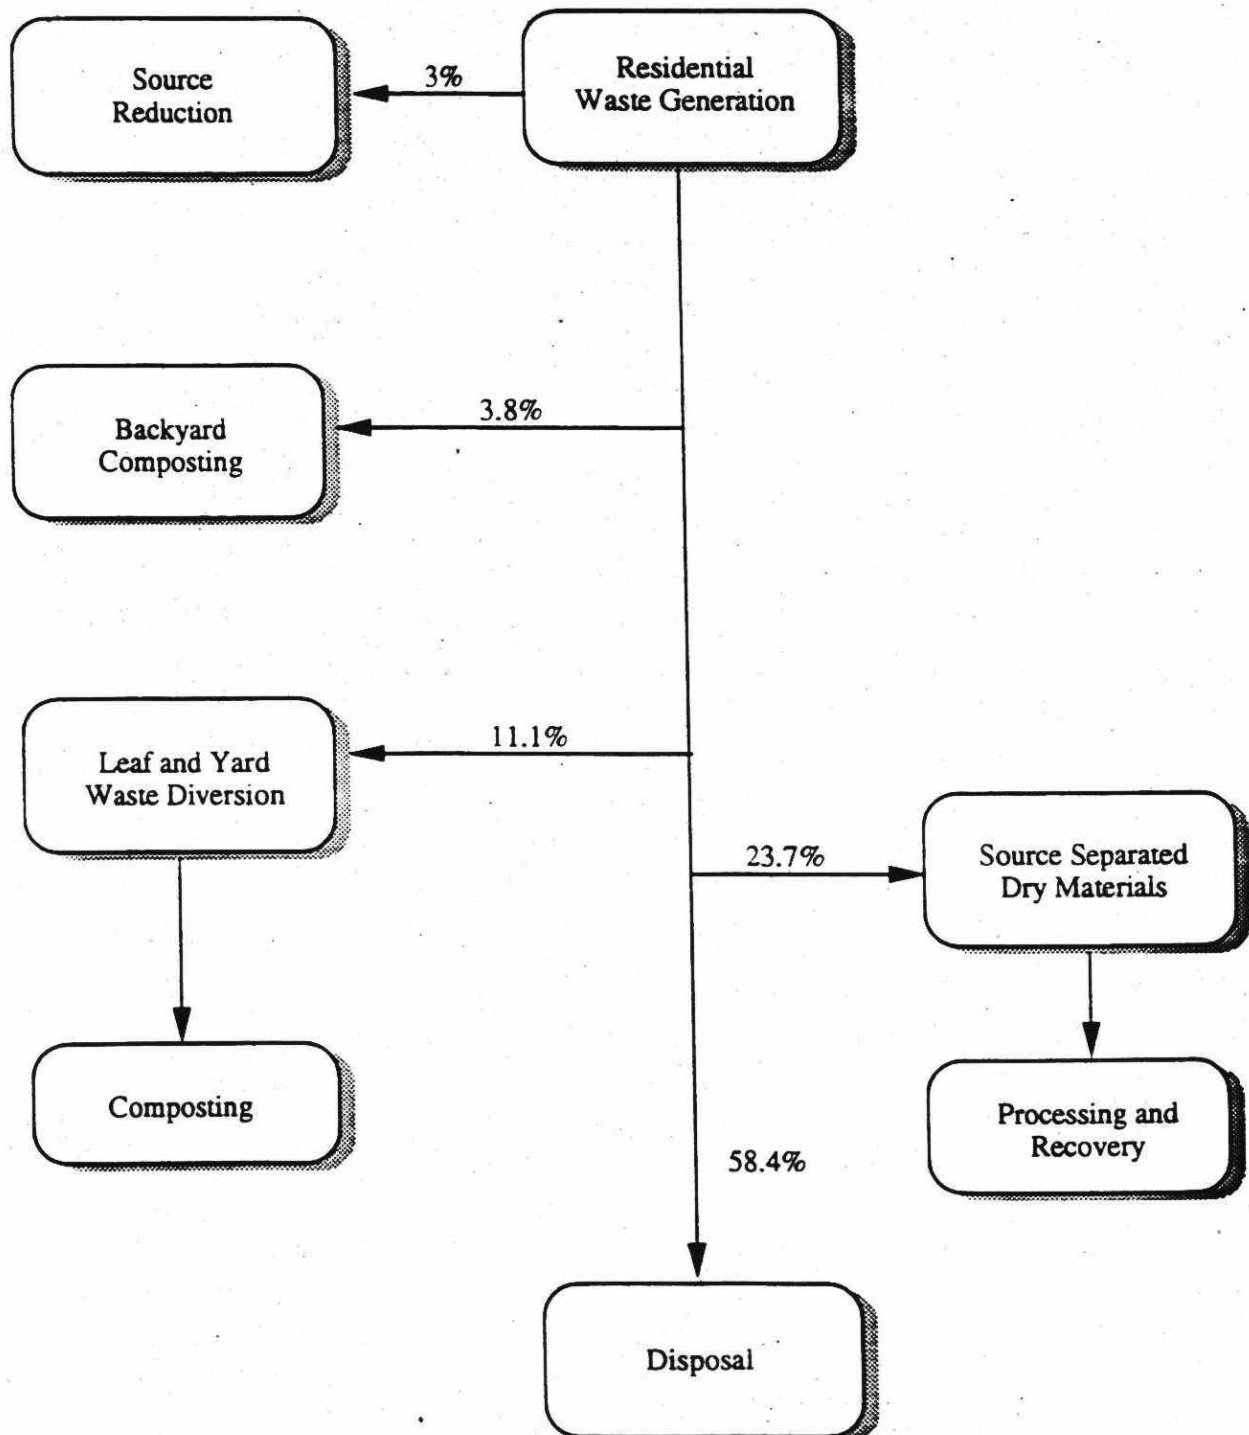 Source
Reduction
3%
Residential
Waste Generation
Backyard
Composting
3.8%
Leaf and Yard
Waste Diversion
11.1%
23.7%
Source Separated
Dry Materials
Composting
Processing and
Recovery
58.4%
Disposal